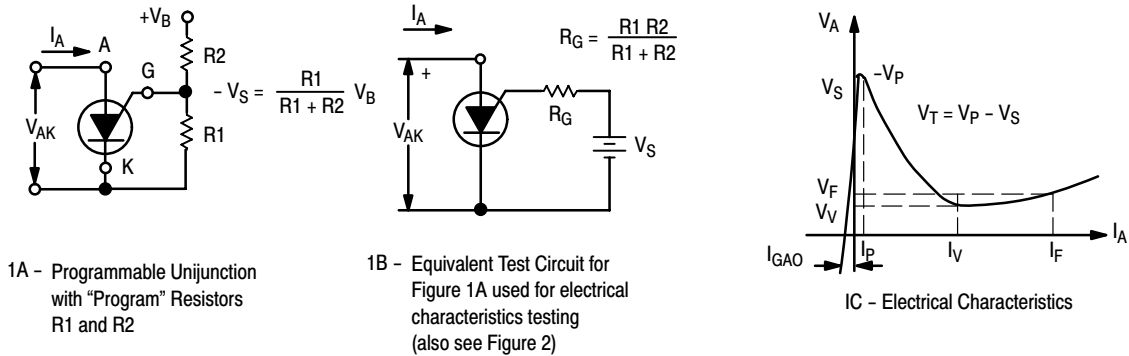 +V_B
I_A
A
R2
G
– V_S = R1 / R1 + R2 V_B
V_AK
R1
K
1A – Programmable Unijunction
with “Program” Resistors
R1 and R2
I_A
R_G = R1 R2 / R1 + R2
+
V_AK
R_G
V_S
1B – Equivalent Test Circuit for
Figure 1A used for electrical
characteristics testing
(also see Figure 2)
V_A
–V_P
V_S
V_T = V_P – V_S
V_F
V_V
I_A
I_GAO
I_P
I_V
I_F
IC – Electrical Characteristics